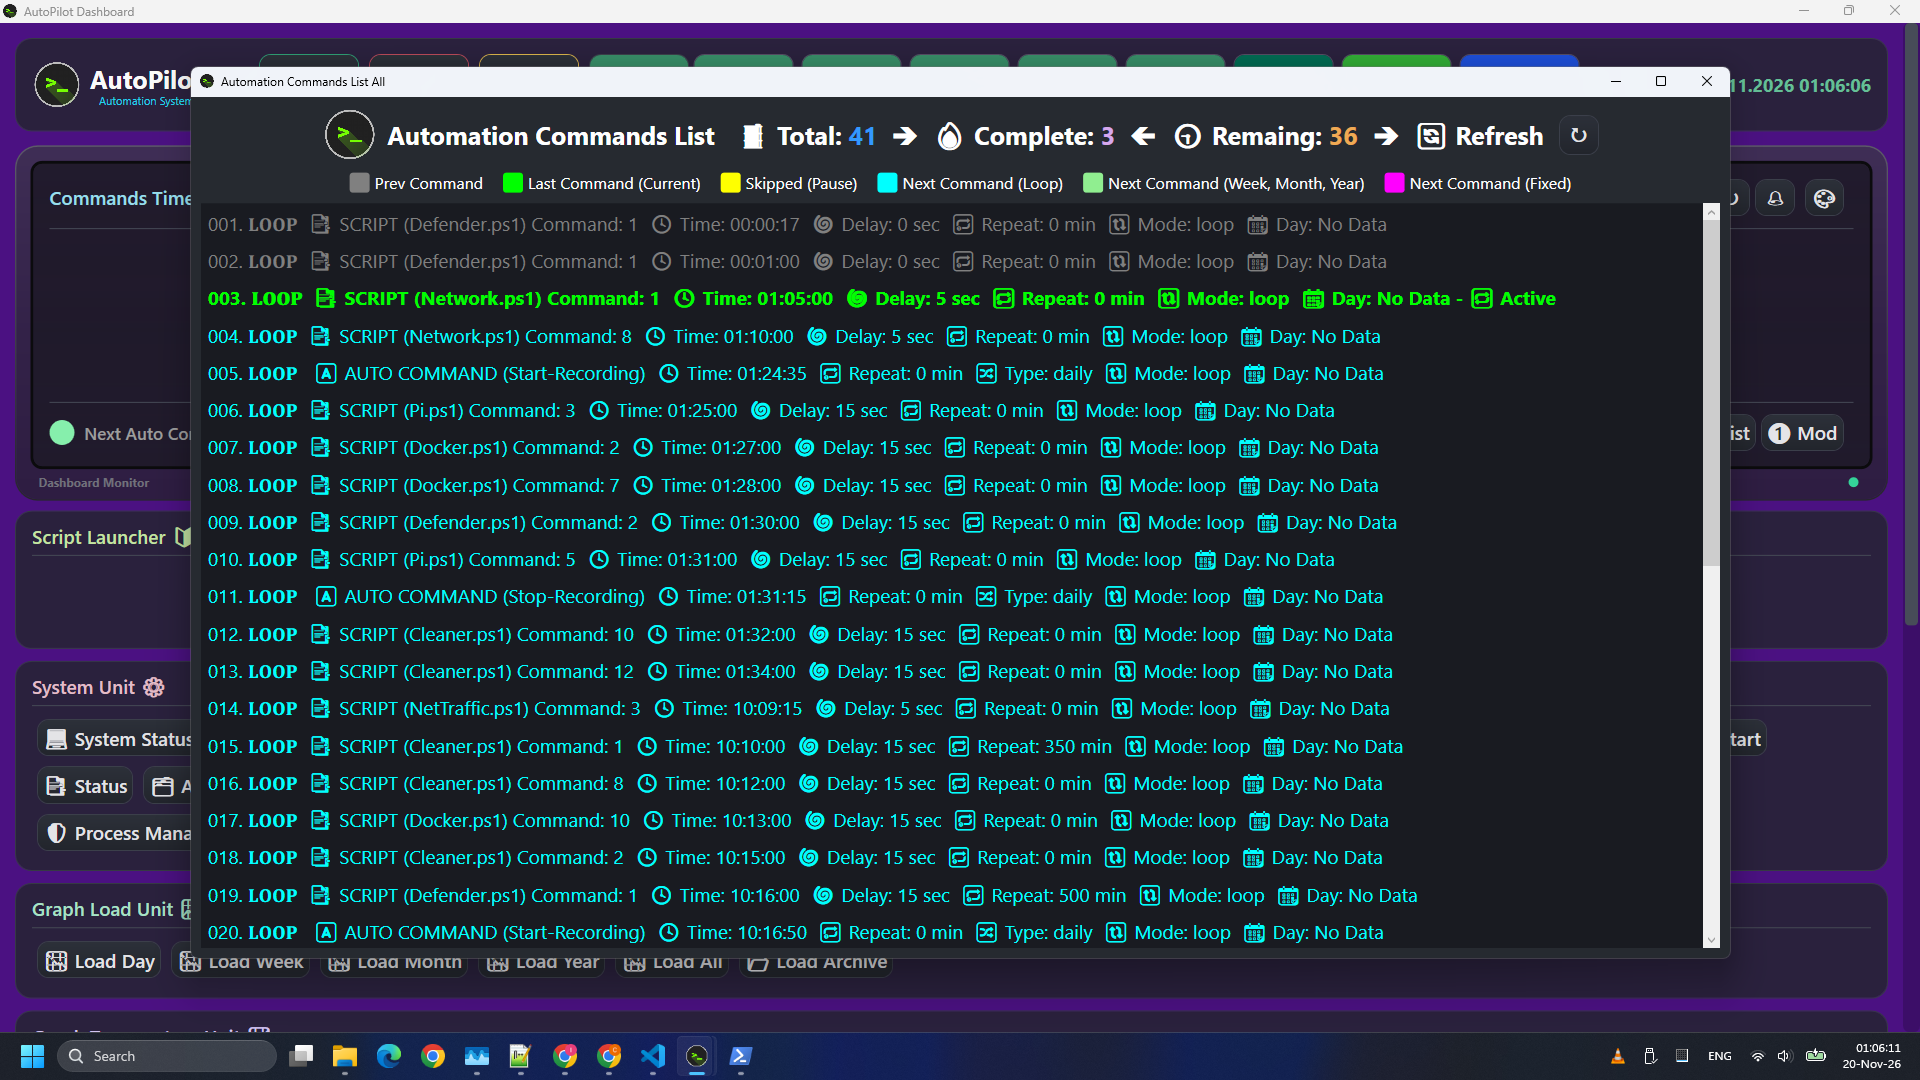 AutoPilot Dashboard
AutoPilo
Automation System
11.2026 01:06:06
Automation Commands List All
Automation Commands List Total: 41 Complete: 3 Remaing: 36 Refresh
Prev Command Last Command (Current) Skipped (Pause) Next Command (Loop) Next Command (Week, Month, Year) Next Command (Fixed)
001. LOOP SCRIPT (Defender.ps1) Command: 1 Time: 00:00:17 Delay: 0 sec Repeat: 0 min Mode: loop Day: No Data
002. LOOP SCRIPT (Defender.ps1) Command: 1 Time: 00:01:00 Delay: 0 sec Repeat: 0 min Mode: loop Day: No Data
003. LOOP SCRIPT (Network.ps1) Command: 1 Time: 01:05:00 Delay: 5 sec Repeat: 0 min Mode: loop Day: No Data - Active
004. LOOP SCRIPT (Network.ps1) Command: 8 Time: 01:10:00 Delay: 5 sec Repeat: 0 min Mode: loop Day: No Data
005. LOOP AUTO COMMAND (Start-Recording) Time: 01:24:35 Repeat: 0 min Type: daily Mode: loop Day: No Data
006. LOOP SCRIPT (Pi.ps1) Command: 3 Time: 01:25:00 Delay: 15 sec Repeat: 0 min Mode: loop Day: No Data
007. LOOP SCRIPT (Docker.ps1) Command: 2 Time: 01:27:00 Delay: 15 sec Repeat: 0 min Mode: loop Day: No Data
008. LOOP SCRIPT (Docker.ps1) Command: 7 Time: 01:28:00 Delay: 15 sec Repeat: 0 min Mode: loop Day: No Data
009. LOOP SCRIPT (Defender.ps1) Command: 2 Time: 01:30:00 Delay: 15 sec Repeat: 0 min Mode: loop Day: No Data
010. LOOP SCRIPT (Pi.ps1) Command: 5 Time: 01:31:00 Delay: 15 sec Repeat: 0 min Mode: loop Day: No Data
011. LOOP AUTO COMMAND (Stop-Recording) Time: 01:31:15 Repeat: 0 min Type: daily Mode: loop Day: No Data
012. LOOP SCRIPT (Cleaner.ps1) Command: 10 Time: 01:32:00 Delay: 15 sec Repeat: 0 min Mode: loop Day: No Data
013. LOOP SCRIPT (Cleaner.ps1) Command: 12 Time: 01:34:00 Delay: 15 sec Repeat: 0 min Mode: loop Day: No Data
014. LOOP SCRIPT (NetTraffic.ps1) Command: 3 Time: 10:09:15 Delay: 5 sec Repeat: 0 min Mode: loop Day: No Data
015. LOOP SCRIPT (Cleaner.ps1) Command: 1 Time: 10:10:00 Delay: 15 sec Repeat: 350 min Mode: loop Day: No Data
016. LOOP SCRIPT (Cleaner.ps1) Command: 8 Time: 10:12:00 Delay: 15 sec Repeat: 0 min Mode: loop Day: No Data
017. LOOP SCRIPT (Docker.ps1) Command: 10 Time: 10:13:00 Delay: 15 sec Repeat: 0 min Mode: loop Day: No Data
018. LOOP SCRIPT (Cleaner.ps1) Command: 2 Time: 10:15:00 Delay: 15 sec Repeat: 0 min Mode: loop Day: No Data
019. LOOP SCRIPT (Defender.ps1) Command: 1 Time: 10:16:00 Delay: 15 sec Repeat: 500 min Mode: loop Day: No Data
020. LOOP AUTO COMMAND (Start-Recording) Time: 10:16:50 Repeat: 0 min Type: daily Mode: loop Day: No Data
Commands Time
Next Auto Co
ist 1 Mod
Dashboard Monitor
Script Launcher
System Unit
System Status
tart
Status A
Process Mana
Graph Load Unit
Load Day Load Week Load Month Load Year Load All Load Archive
Search
ENG
01:06:11
20-Nov-26